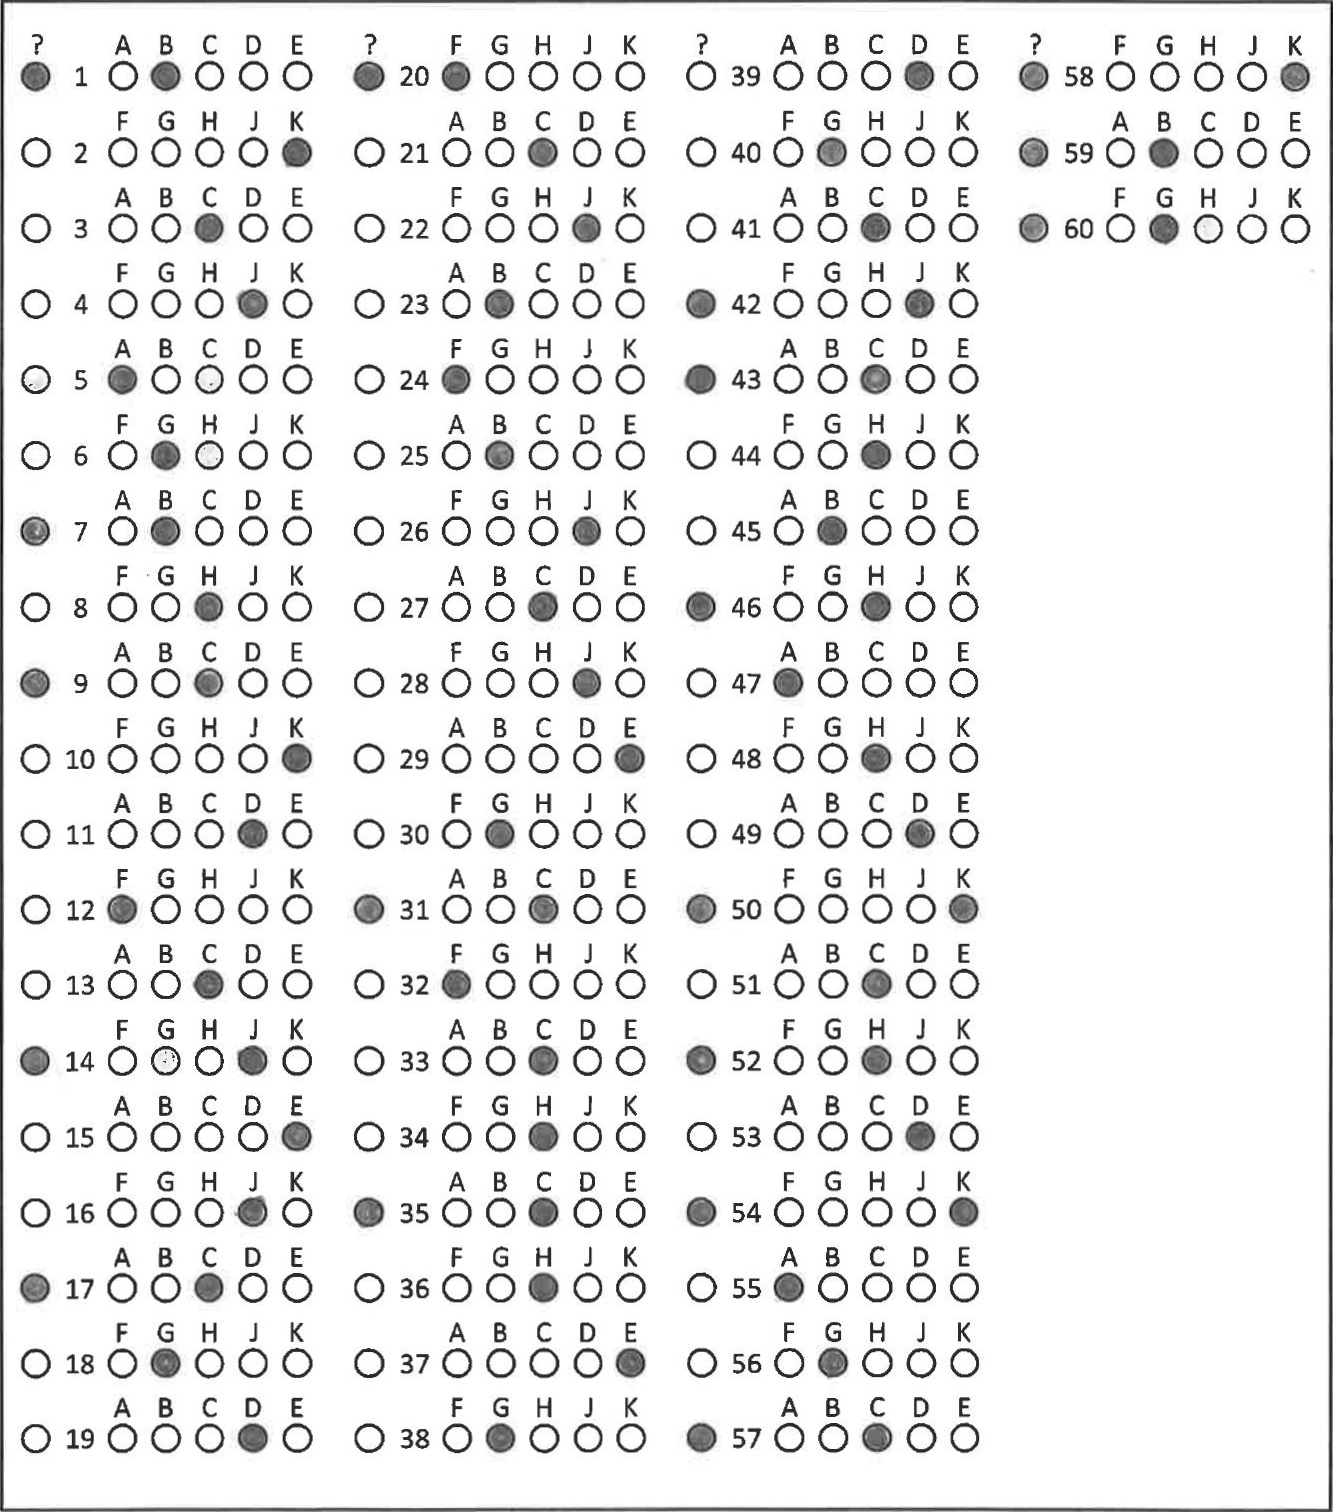 ? A B C D E
1
F G H J K
2
A B C D E
3
F G H J K
4
A B C D E
5
F G H J K
6
A B C D E
7
F G H J K
8
A B C D E
9
F G H J K
10
A B C D E
11
F G H J K
12
A B C D E
13
F G H J K
14
A B C D E
15
F G H J K
16
A B C D E
17
F G H J K
18
A B C D E
19
? F G H J K
20
A B C D E
21
F G H J K
22
A B C D E
23
F G H J K
24
A B C D E
25
F G H J K
26
A B C D E
27
F G H J K
28
A B C D E
29
F G H J K
30
A B C D E
31
F G H J K
32
A B C D E
33
F G H J K
34
A B C D E
35
F G H J K
36
A B C D E
37
F G H J K
38
? A B C D E
39
F G H J K
40
A B C D E
41
F G H J K
42
A B C D E
43
F G H J K
44
A B C D E
45
F G H J K
46
A B C D E
47
F G H J K
48
A B C D E
49
F G H J K
50
A B C D E
51
F G H J K
52
A B C D E
53
F G H J K
54
A B C D E
55
F G H J K
56
A B C D E
57
? F G H J K
58
A B C D E
59
F G H J K
60